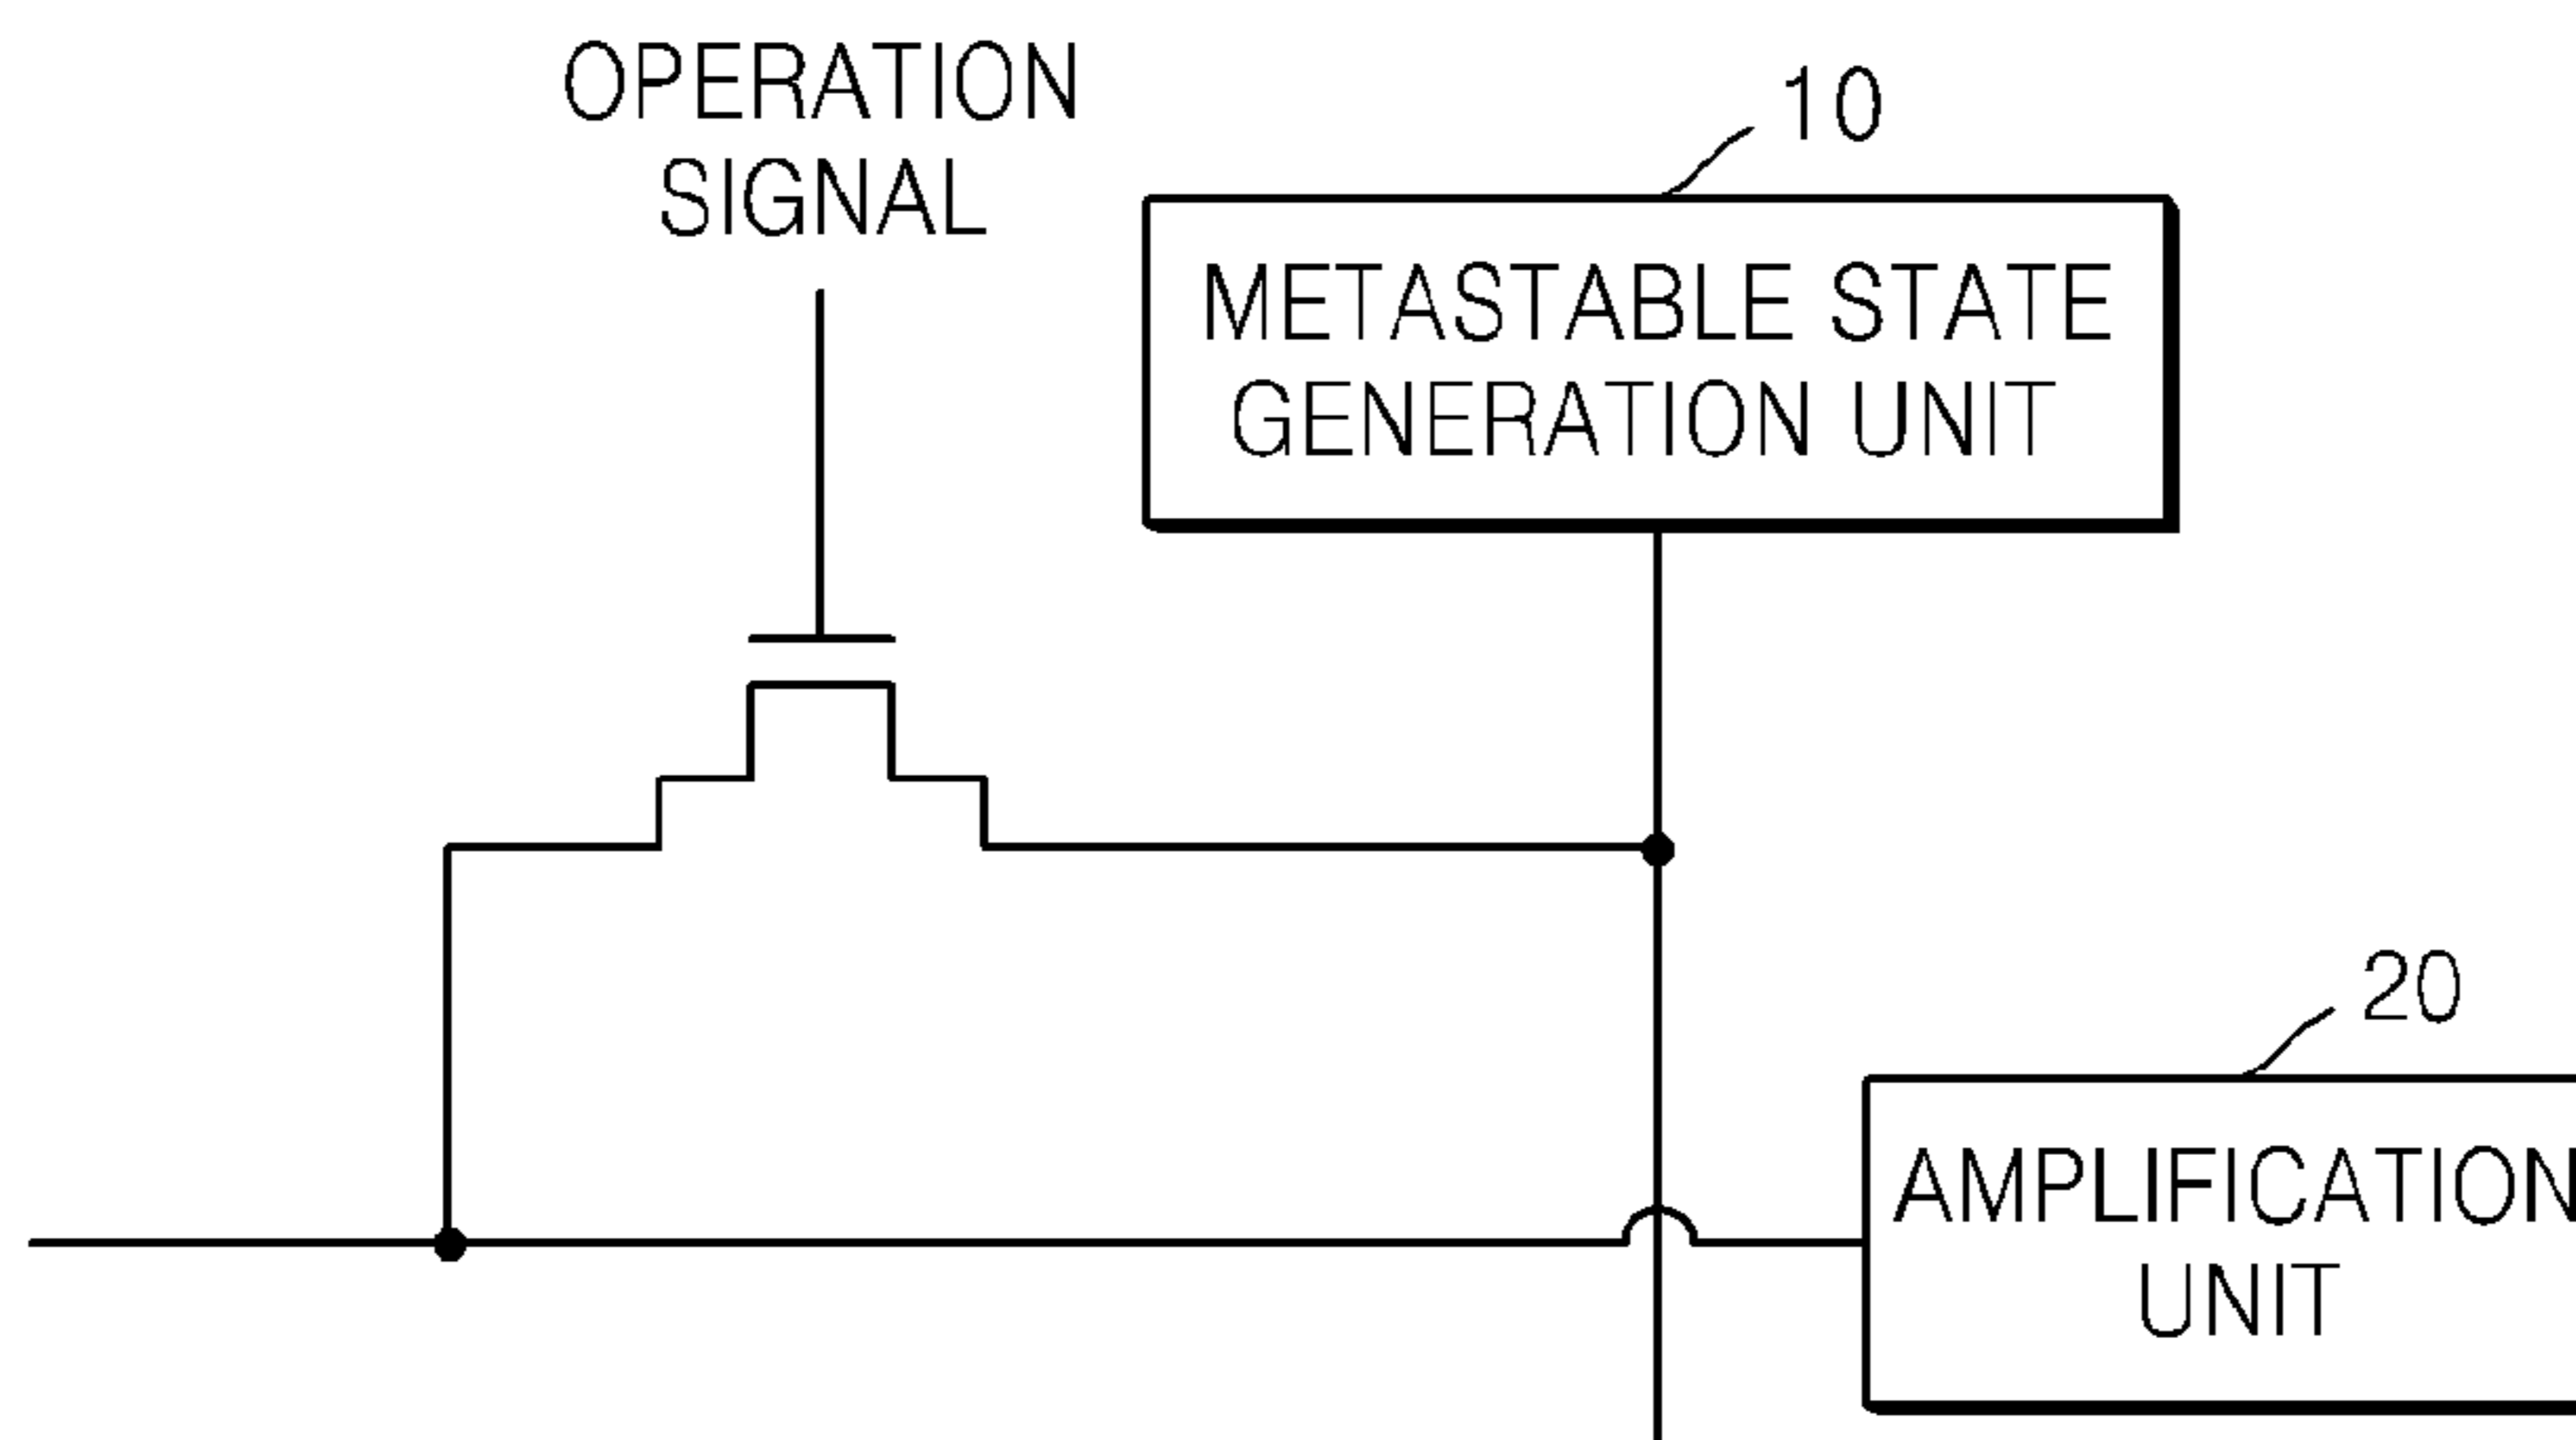 OPERATION
SIGNAL
10
METASTABLE STATE
GENERATION UNIT
20
AMPLIFICATION
UNIT